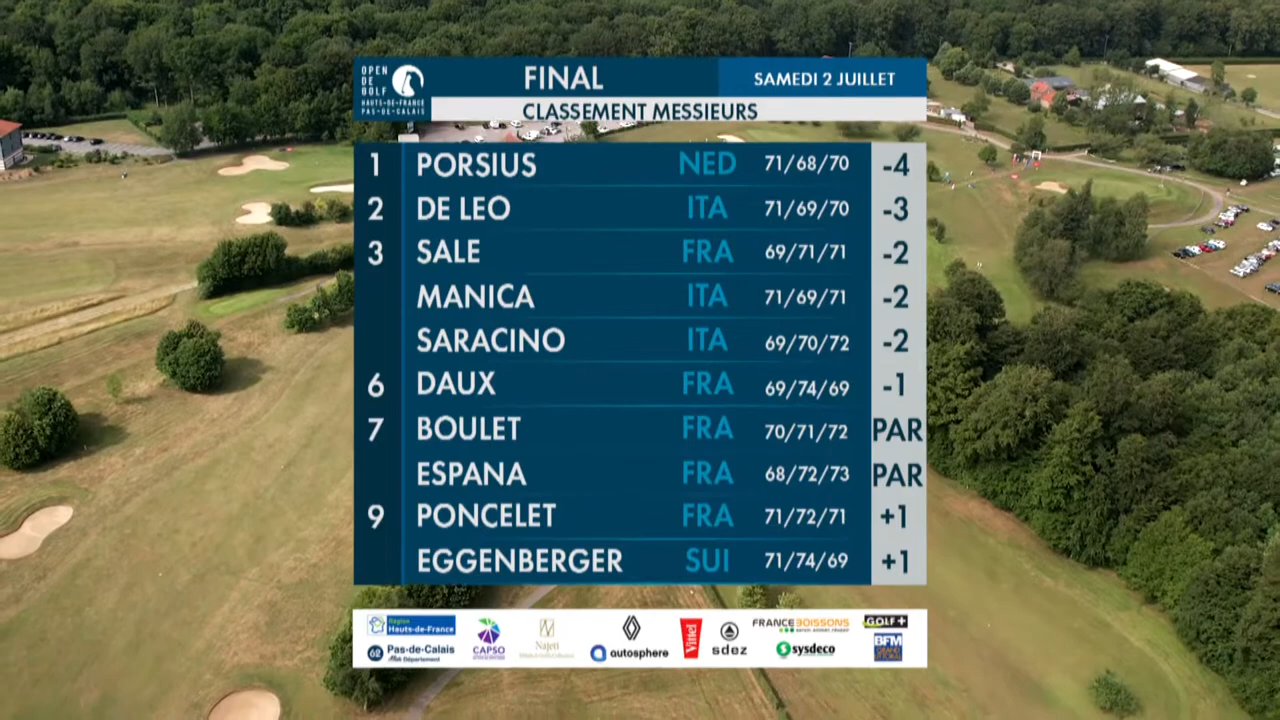 OPEN
DE
GOLF
HAUTS-DE-FRANCE
PAS-DE-CALAIS
FINAL
SAMEDI 2 JUILLET
CLASSEMENT MESSIEURS
1 PORSIUS NED 71/68/70 -4
2 DE LEO ITA 71/69/70 -3
3 SALE FRA 69/71/71 -2
MANICA ITA 71/69/71 -2
SARACINO ITA 69/70/72 -2
6 DAUX FRA 69/74/69 -1
7 BOULET FRA 70/71/72 PAR
ESPANA FRA 68/72/73 PAR
9 PONCELET FRA 71/72/71 +1
EGGENBERGER SUI 71/74/69 +1
Région
Hauts-de-France
62 Pas-de-Calais
Mon Département
CAPSO
Najeti
autosphere
Vittel
sdez
FRANCE BOISSONS
sysdeco
GOLF+
BFM
GRAND
LITTORAL